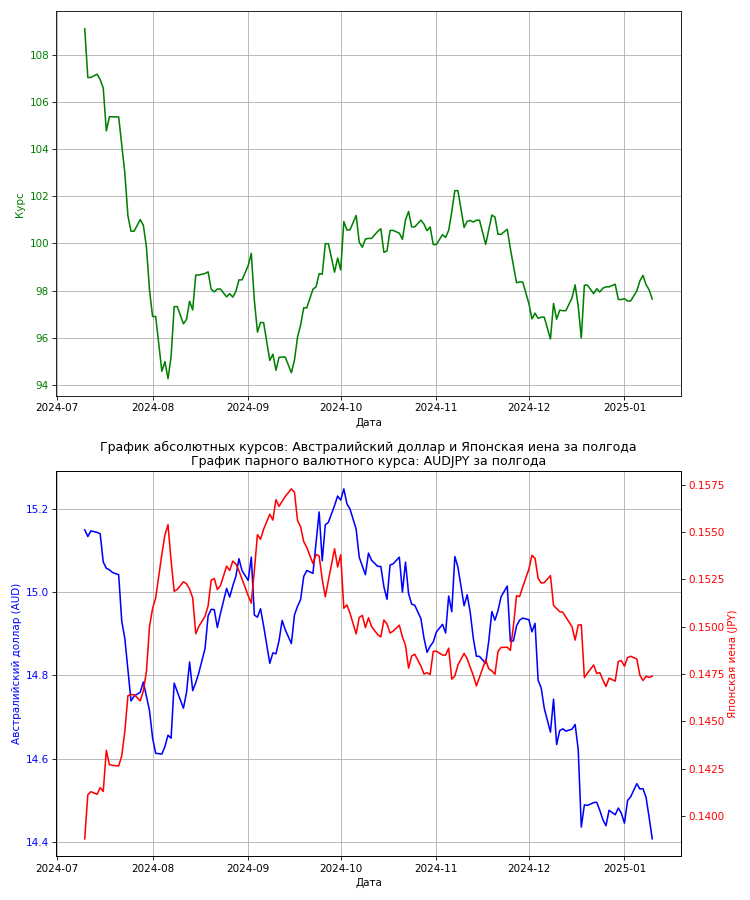 108
106
104
102
100
98
96
94
Курс
2024-07 2024-08 2024-09 2024-10 2024-11 2024-12 2025-01
Дата
График абсолютных курсов: Австралийский доллар и Японская иена за полгода
График парного валютного курса: AUDJPY за полгода
15.2
15.0
14.8
14.6
14.4
Австралийский доллар (AUD)
0.1575
0.1550
0.1525
0.1500
0.1475
0.1450
0.1425
0.1400
Японская иена (JPY)
2024-07 2024-08 2024-09 2024-10 2024-11 2024-12 2025-01
Дата